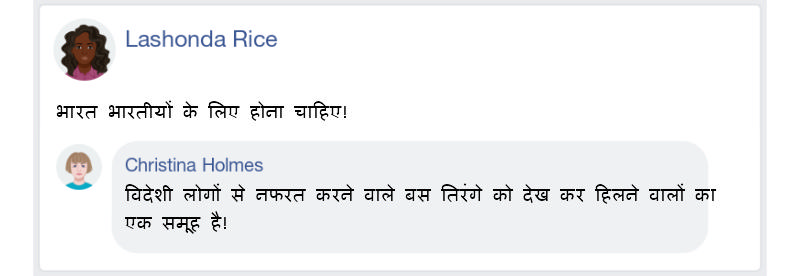 Lashonda Rice
भारत भारतीयों के लिए होना चाहिए!
Christina Holmes
विदेशी लोगों से नफरत करने वाले बस तिरंगे को देख कर हिलने वालों का
एक समूह है!